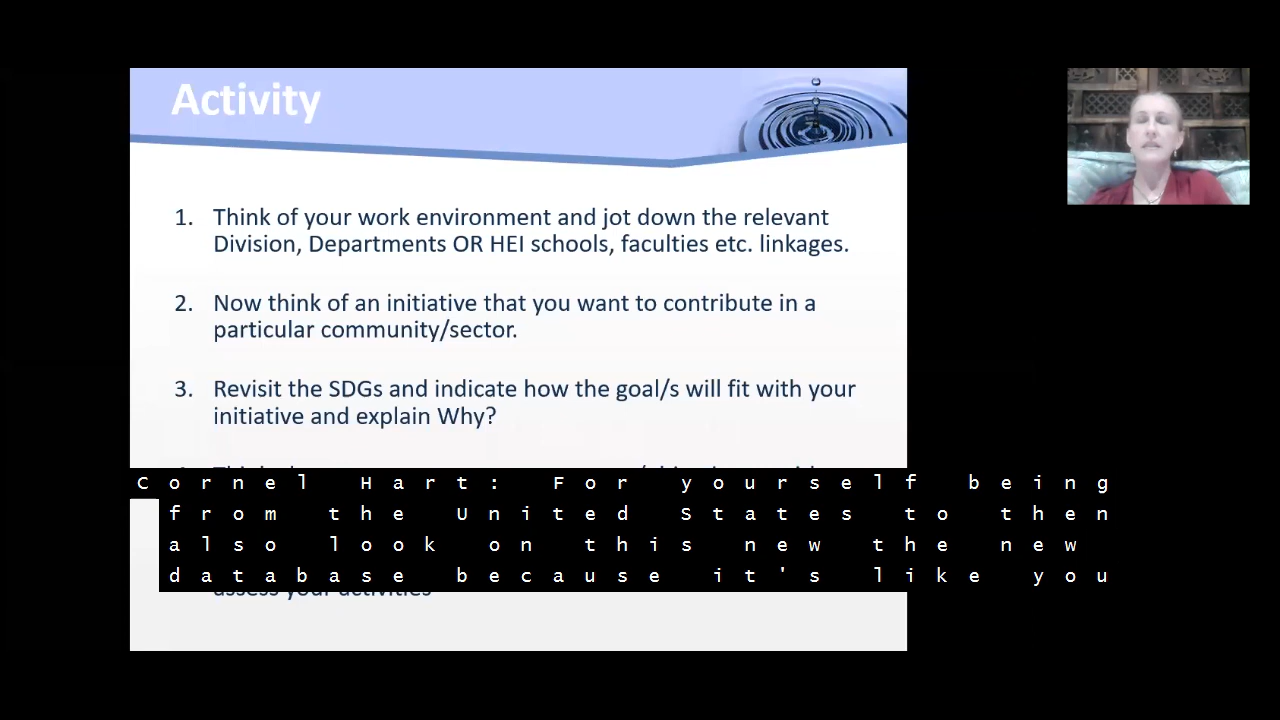 Activity
1. Think of your work environment and jot down the relevant
Division, Departments OR HEI schools, faculties etc. linkages.
2. Now think of an initiative that you want to contribute in a
particular community/sector.
3. Revisit the SDGs and indicate how the goal/s will fit with your
initiative and explain Why?
Cornel Hart: For yourself being
from the United States to then
also look on this new the new
database because it's like you
assess your activities